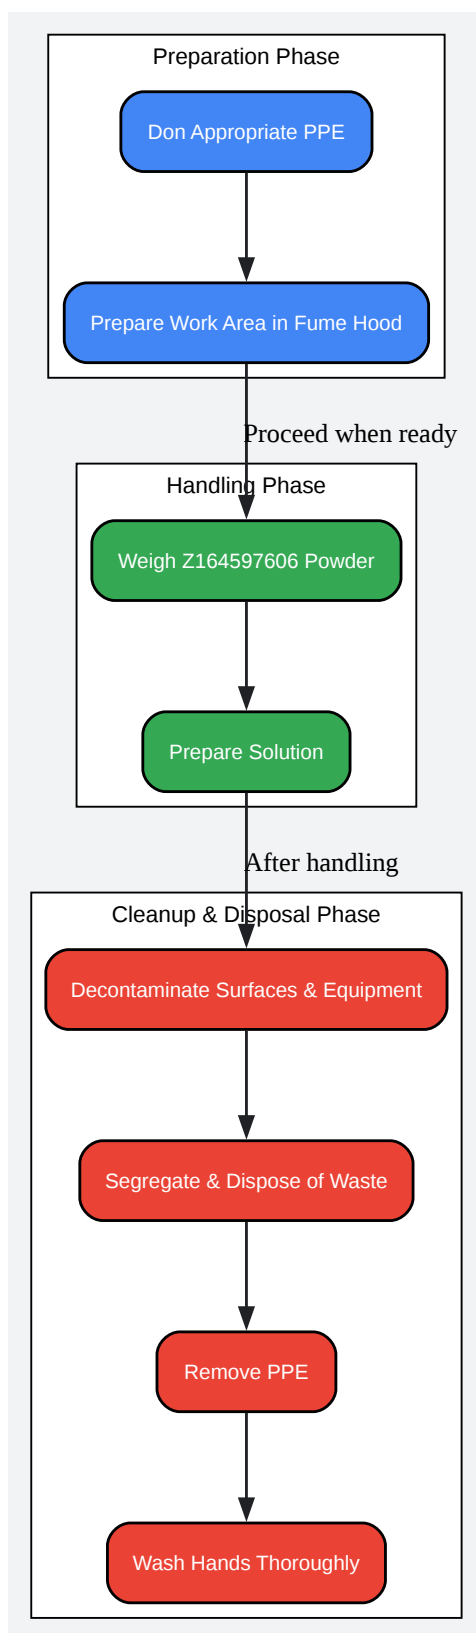 Preparation Phase
Don Appropriate PPE
Prepare Work Area in Fume Hood
Proceed when ready
Handling Phase
Weigh Z164597606 Powder
Prepare Solution
After handling
Cleanup & Disposal Phase
Decontaminate Surfaces & Equipment
Segregate & Dispose of Waste
Remove PPE
Wash Hands Thoroughly